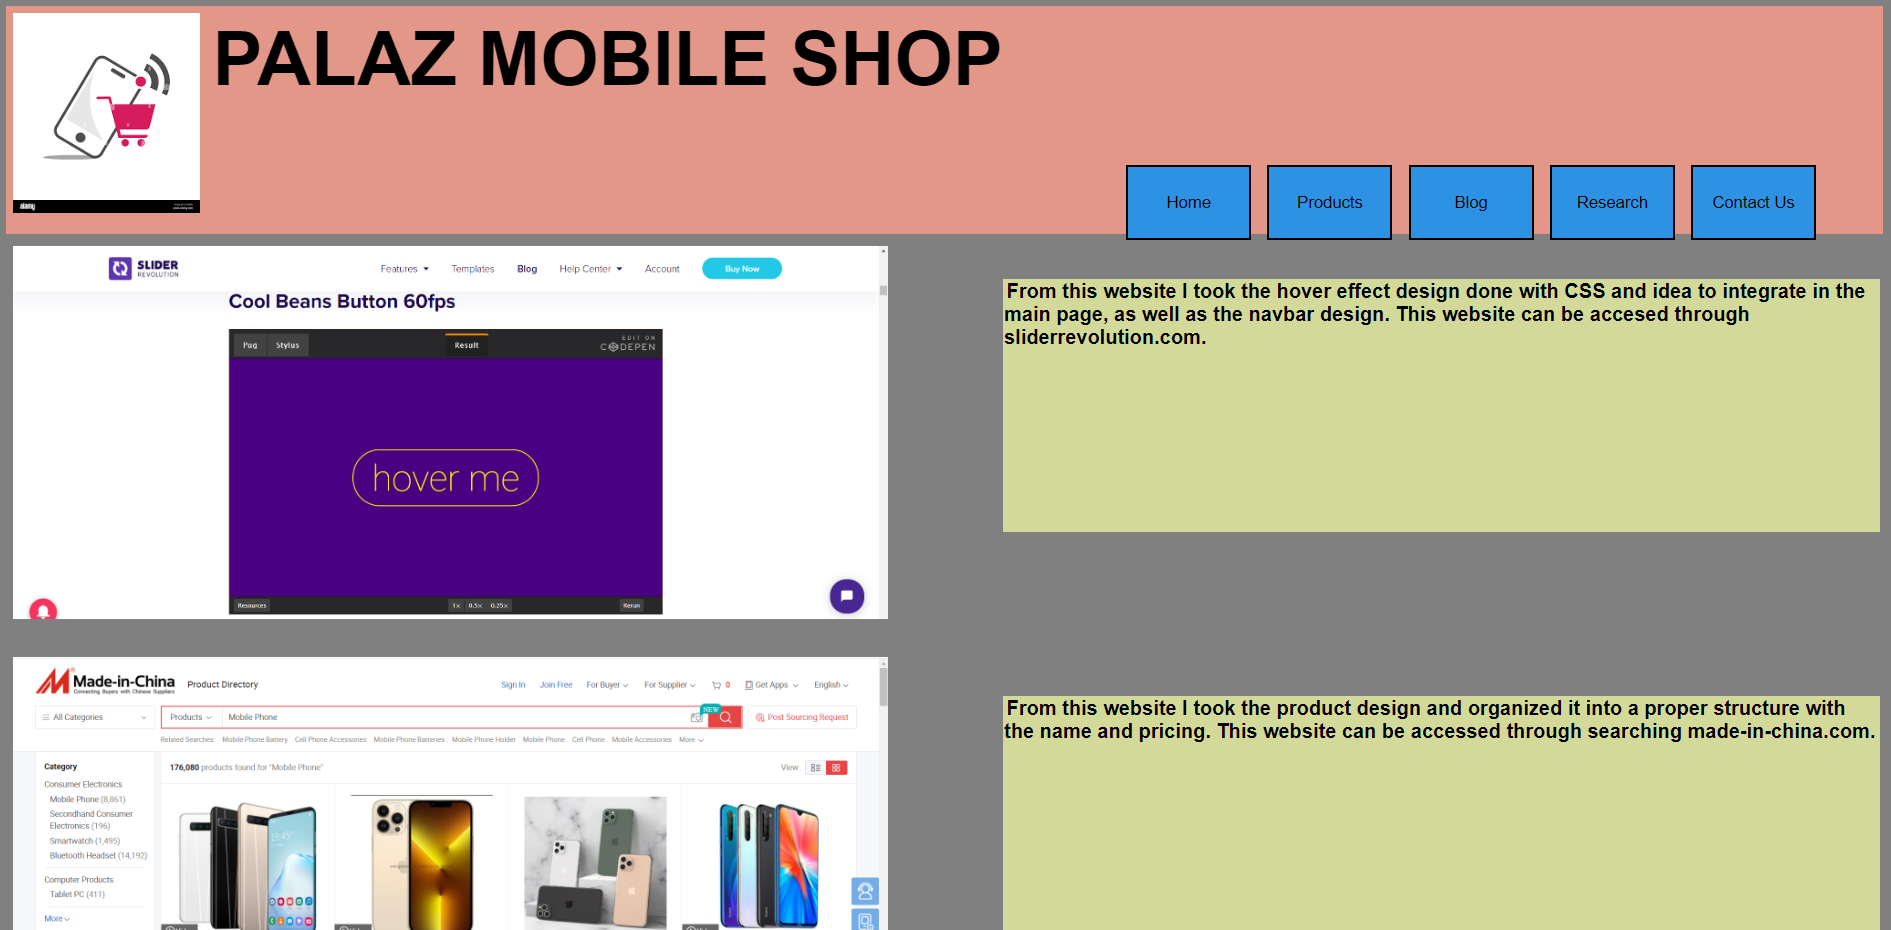 PALAZ MOBILE SHOP
alamy
Home
Products
Blog
Research
Contact Us
SLIDER
REVOLUTION
Features
Templates
Blog
Help Center
Account
Buy Now
Cool Beans Button 60fps
Pug
Stylus
Result
EDIT ON
CODEPEN
hover me
Resources
1×
0.5×
0.25×
Rerun
From this website I took the hover effect design done with CSS and idea to integrate in the
main page, as well as the navbar design. This website can be accesed through
sliderrevolution.com.
Made-in-China
Connecting Buyers with Chinese Suppliers
Product Directory
Sign In
Join Free
For Buyer
For Supplier
0
Get Apps
English
All Categories
Products
Mobile Phone
NEW
Post Sourcing Request
Related Searches: Mobile Phone Battery Cell Phone Accessories Mobile Phone Batteries Mobile Phone Holder Mobile Phone Cell Phone Mobile Accessories More
Category
Consumer Electronics
Mobile Phone (8,861)
Secondhand Consumer
Electronics (196)
Smartwatch (1,495)
Bluetooth Headset (14,192)
Computer Products
Tablet PC (411)
More
176,080 products found for "Mobile Phone"
View:
From this website I took the product design and organized it into a proper structure with
the name and pricing. This website can be accessed through searching made-in-china.com.